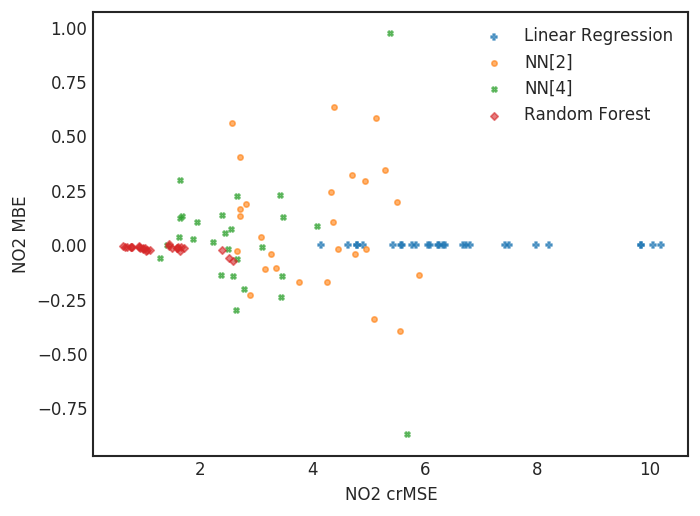 1.00
0.75
0.50
0.25
0.00
−0.25
−0.50
−0.75
NO2 MBE
Linear Regression
NN[2]
NN[4]
Random Forest
2 4 6 8 10
NO2 crMSE